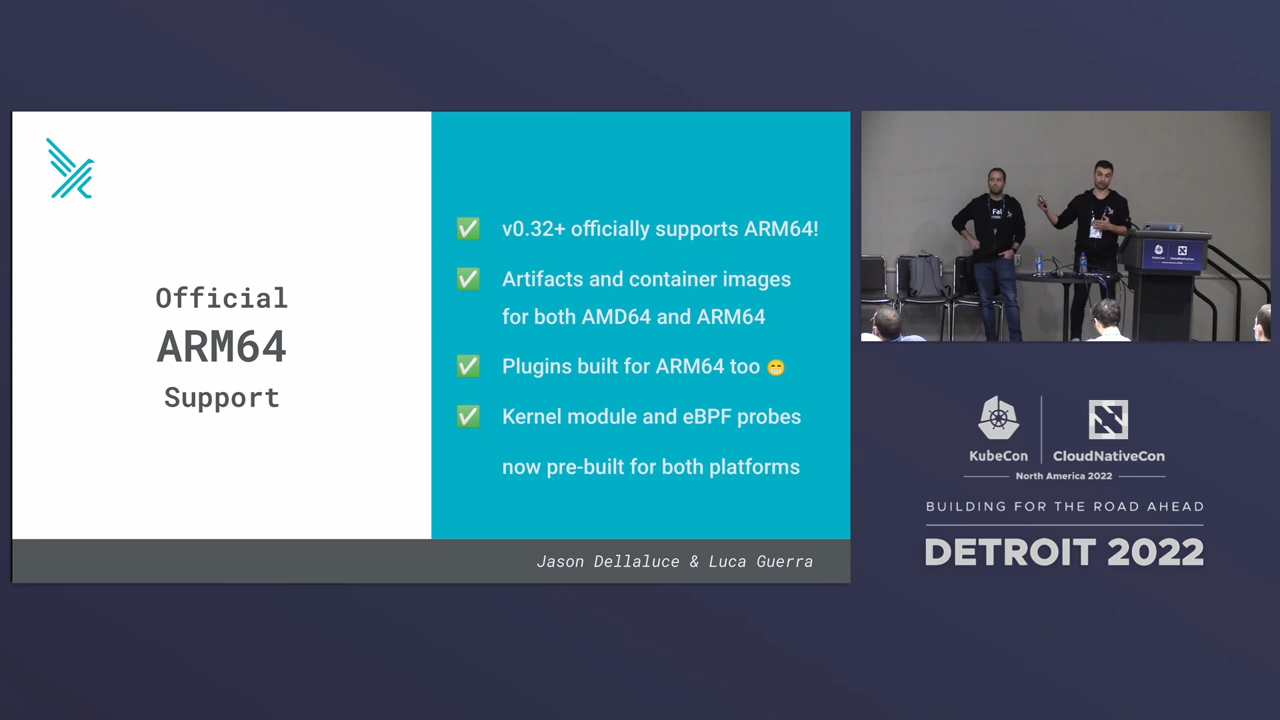 Official
ARM64
Support
✅ v0.32+ officially supports ARM64!
✅ Artifacts and container images
for both AMD64 and ARM64
✅ Plugins built for ARM64 too 😁
✅ Kernel module and eBPF probes
now pre-built for both platforms
Jason Dellaluce & Luca Guerra
KubeCon
CloudNativeCon
North America 2022
BUILDING FOR THE ROAD AHEAD
DETROIT 2022